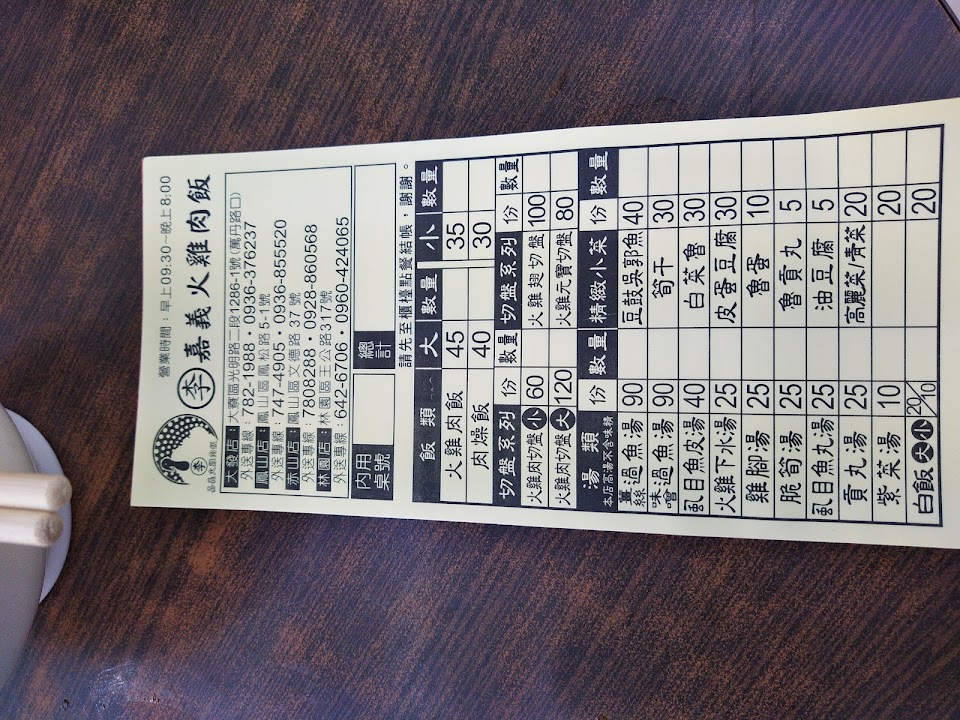 營業時間：早上09:30~晚上8:00
李 嘉義火雞肉飯
李
大發店：大寮區光明路二段1286-1號(萬丹路口)
外送專線：782-1988・0936-376237
鳳山店：鳳山區鳳松路5-1號
外送專線：747-4905・0936-855520
赤山店：鳳山區文德路37號
外送專線：7808288・0928-860568
林園店：林園區王公路317號
外送專線：642-6706・0960-424065
內用桌號 總計
請先至櫃檯點餐結帳，謝謝。
飯類 大 數量 小 數量
火雞肉飯 45 35
肉燥飯 40 30
切盤系列 份 數量 切盤系列 份 數量
火雞肉切盤 小 60 火雞翅切盤 100
火雞肉切盤 大 120 火雞元寶切盤 80
湯類 本店高湯不含味精 份 數量 精緻小菜 份 數量
薑絲過魚湯 90 豆鼓吳郭魚 40
味噌過魚湯 90 筍干 30
虱目魚皮湯 40 白菜魯 30
火雞下水湯 25 皮蛋豆腐 30
雞腳湯 25 魯蛋 10
脆筍湯 25 魯貢丸 5
虱目魚丸湯 25 油豆腐 5
貢丸湯 25 高麗菜青菜 20
紫菜湯 10 20
白飯 大 小 20/10 20